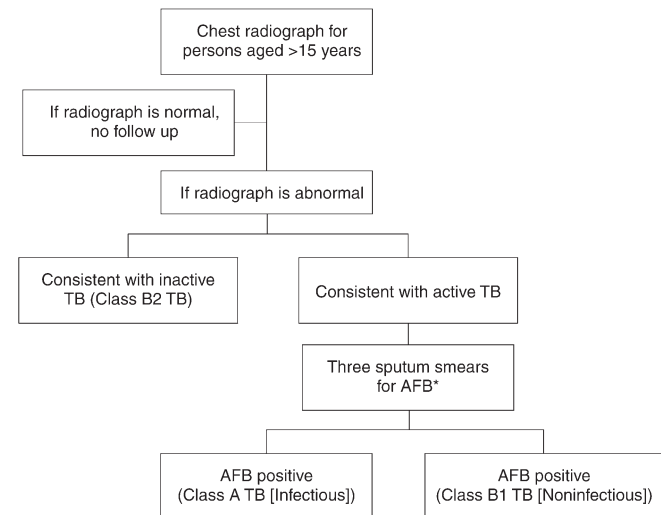 Chest radiograph for
persons aged >15 years
If radiograph is normal,
no follow up
If radiograph is abnormal
Consistent with inactive
TB (Class B2 TB)
Consistent with active TB
Three sputum smears
for AFB*
AFB positive
(Class A TB [Infectious])
AFB positive
(Class B1 TB [Noninfectious])